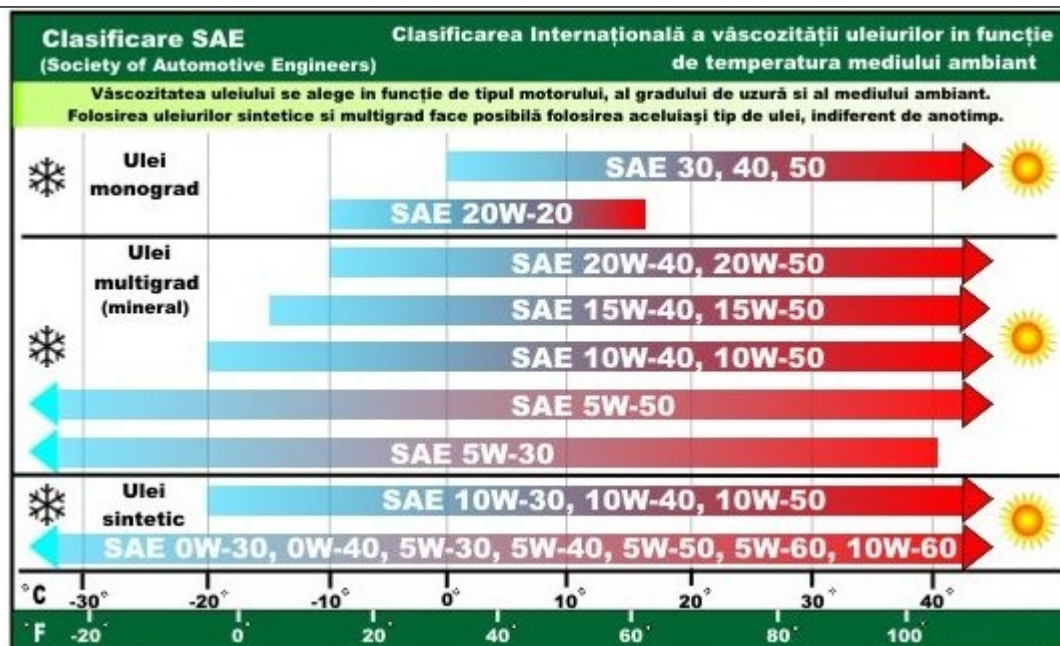 Clasificare SAE
(Society of Automotive Engineers)
Clasificarea Internațională a vâscozității uleiurilor in funcție
de temperatura mediului ambiant
Vâscozitatea uleiului se alege in funcție de tipul motorului, al gradului de uzură si al mediului ambiant.
Folosirea uleiurilor sintetice si multigrad face posibilă folosirea aceluiași tip de ulei, indiferent de anotimp.
Ulei
monograd
SAE 30, 40, 50
SAE 20W-20
Ulei
multigrad
(mineral)
SAE 20W-40, 20W-50
SAE 15W-40, 15W-50
SAE 10W-40, 10W-50
SAE 5W-50
SAE 5W-30
Ulei
sintetic
SAE 10W-30, 10W-40, 10W-50
SAE 0W-30, 0W-40, 5W-30, 5W-40, 5W-50, 5W-60, 10W-60
°C -30° -20° -10° 0° 10° 20° 30° 40°
°F -20° 0° 20° 40° 60° 80° 100°